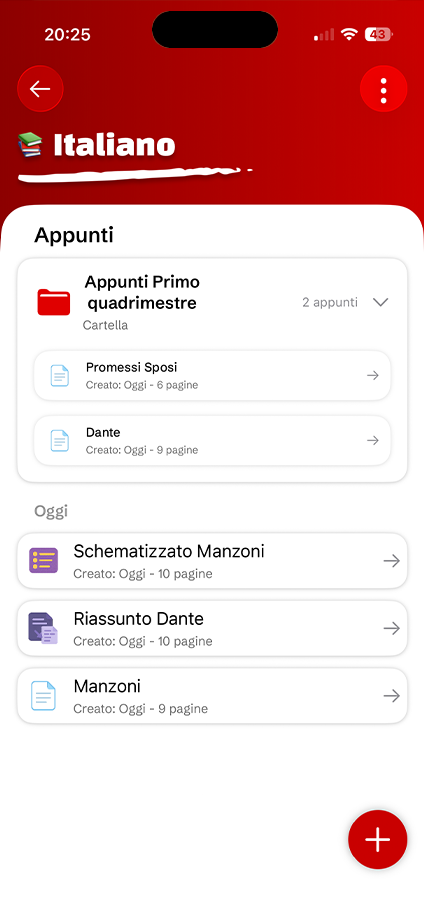 20:25
43
Italiano
Appunti
Appunti Primo
quadrimestre
2 appunti
Cartella
Promessi Sposi
Creato: Oggi - 6 pagine
Dante
Creato: Oggi - 9 pagine
Oggi
Schematizzato Manzoni
Creato: Oggi - 10 pagine
Riassunto Dante
Creato: Oggi - 10 pagine
Manzoni
Creato: Oggi - 9 pagine